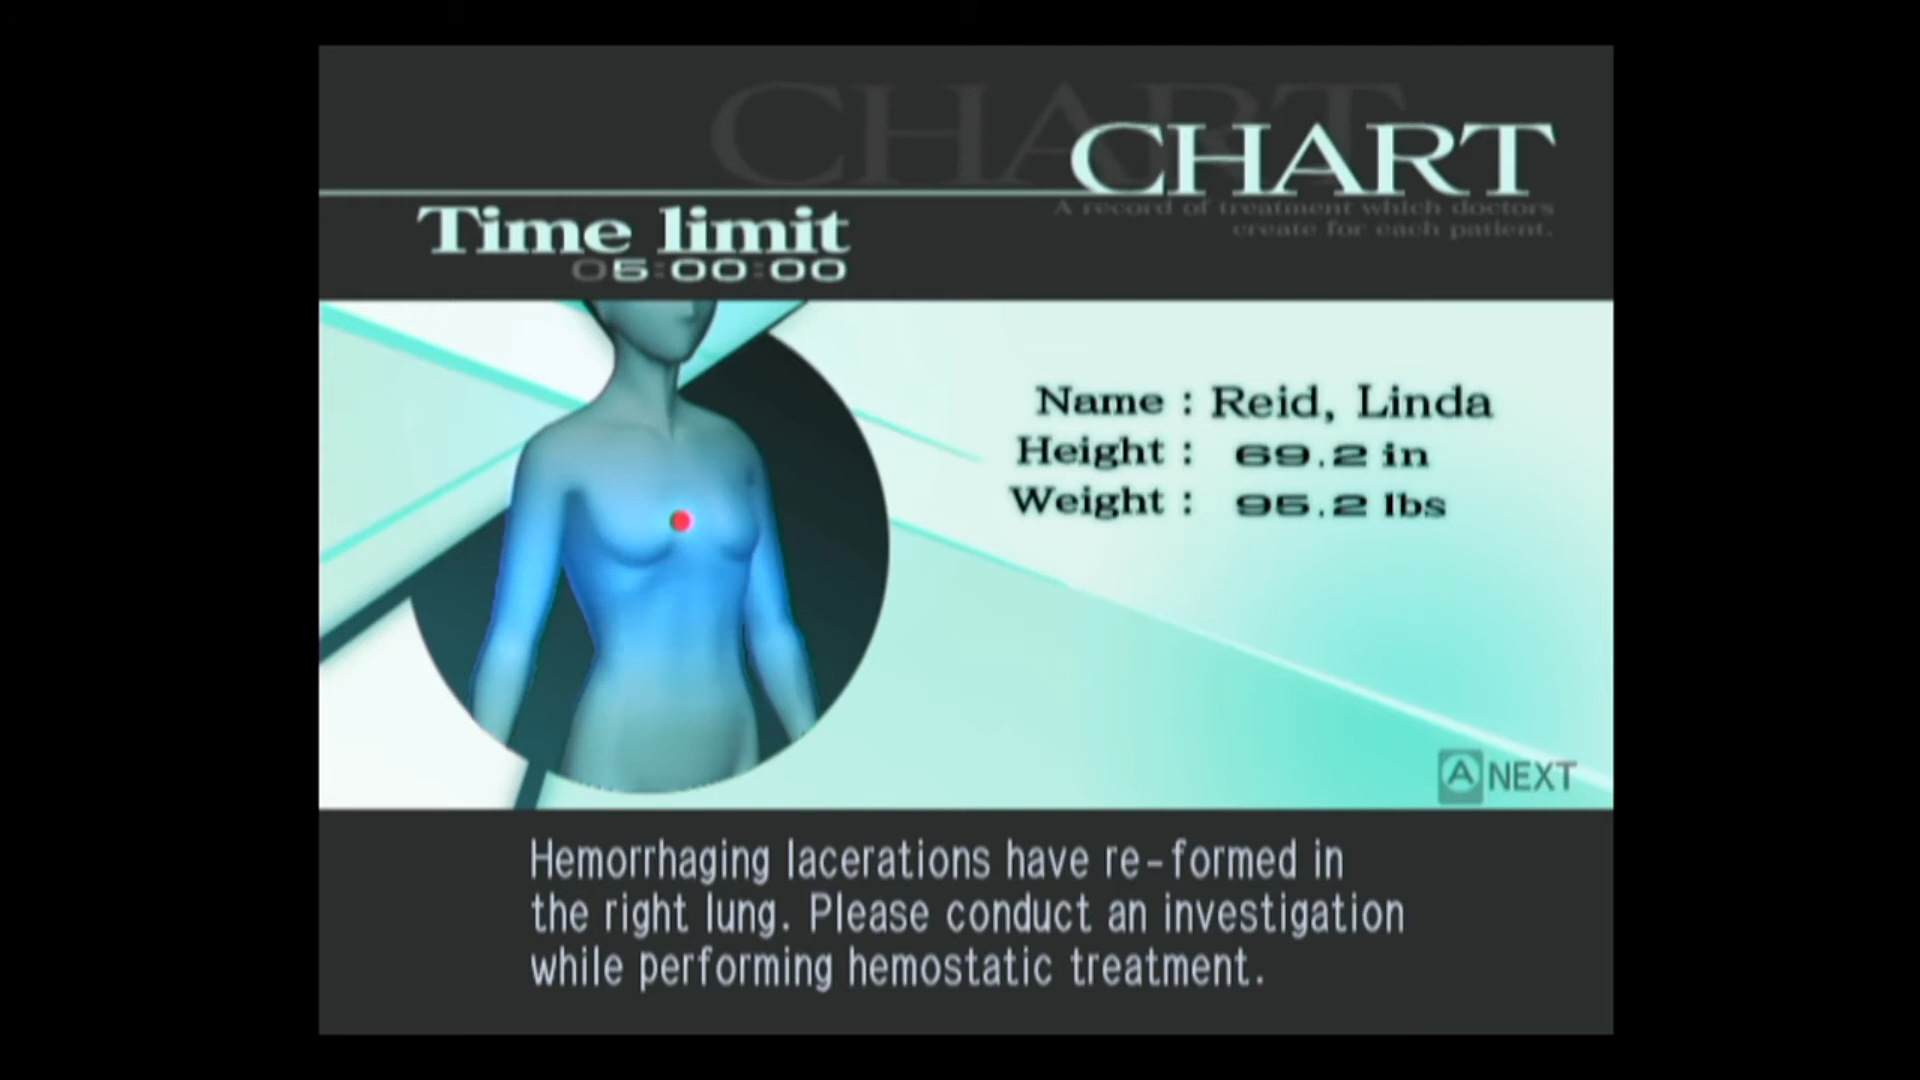 CHART
CHART
A record of treatment which doctors
create for each patient.
Time limit
05:00:00
Name : Reid, Linda
Height : 69.2 in
Weight : 95.2 lbs
A NEXT
Hemorrhaging lacerations have re-formed in
the right lung. Please conduct an investigation
while performing hemostatic treatment.